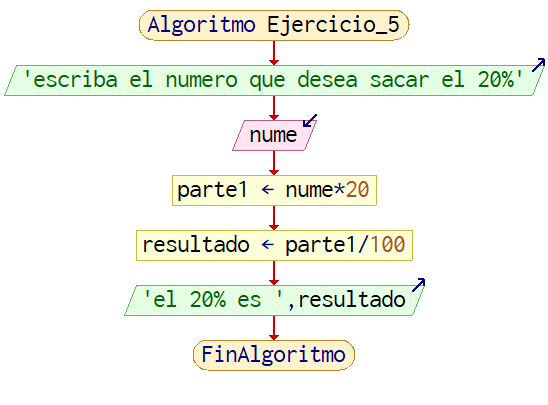 Algoritmo Ejercicio_5
'escriba el numero que desea sacar el 20%'
nume
parte1 ← nume*20
resultado ← parte1/100
'el 20% es ',resultado
FinAlgoritmo